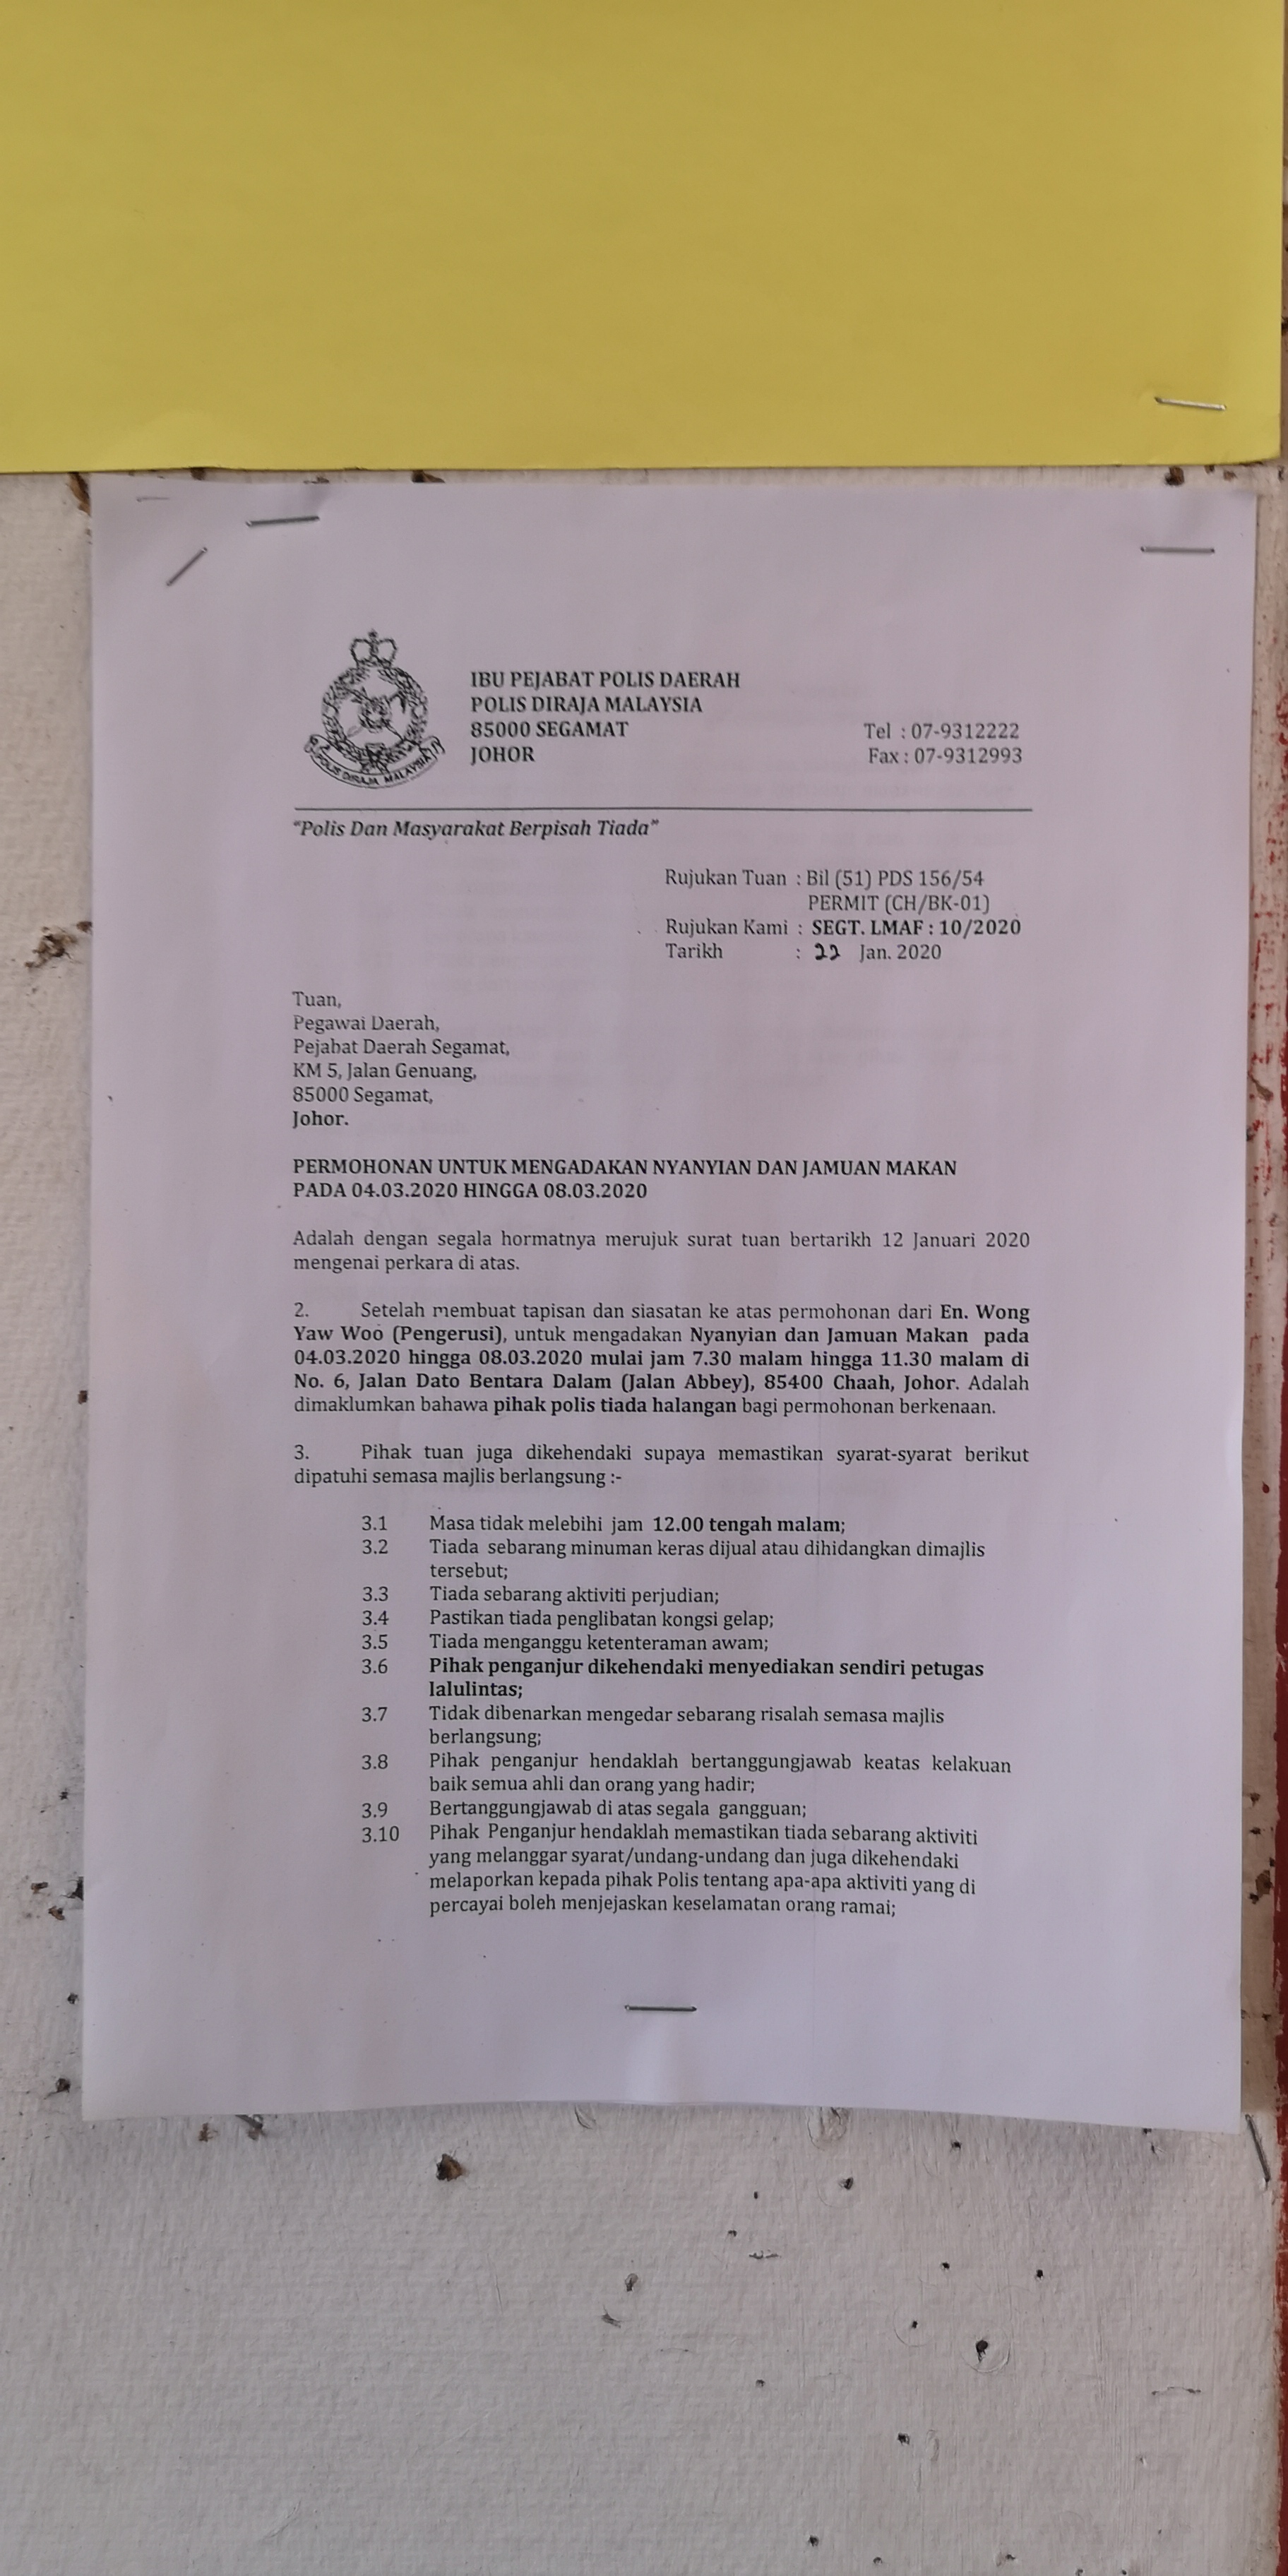 POLIS DIRAJA MALAYSIA
IBU PEJABAT POLIS DAERAH
POLIS DIRAJA MALAYSIA
85000 SEGAMAT
JOHOR
Tel : 07-9312222
Fax : 07-9312993
"Polis Dan Masyarakat Berpisah Tiada"
Rujukan Tuan : Bil (51) PDS 156/54
PERMIT (CH/BK-01)
Rujukan Kami : SEGT. LMAF : 10/2020
Tarikh : 22 Jan. 2020
Tuan,
Pegawai Daerah,
Pejabat Daerah Segamat,
KM 5, Jalan Genuang,
85000 Segamat,
Johor.
PERMOHONAN UNTUK MENGADAKAN NYANYIAN DAN JAMUAN MAKAN
PADA 04.03.2020 HINGGA 08.03.2020
Adalah dengan segala hormatnya merujuk surat tuan bertarikh 12 Januari 2020
mengenai perkara di atas.
2. Setelah membuat tapisan dan siasatan ke atas permohonan dari En. Wong
Yaw Woo (Pengerusi), untuk mengadakan Nyanyian dan Jamuan Makan pada
04.03.2020 hingga 08.03.2020 mulai jam 7.30 malam hingga 11.30 malam di
No. 6, Jalan Dato Bentara Dalam (Jalan Abbey), 85400 Chaah, Johor. Adalah
dimaklumkan bahawa pihak polis tiada halangan bagi permohonan berkenaan.
3. Pihak tuan juga dikehendaki supaya memastikan syarat-syarat berikut
dipatuhi semasa majlis berlangsung :-
3.1 Masa tidak melebihi jam 12.00 tengah malam;
3.2 Tiada sebarang minuman keras dijual atau dihidangkan dimajlis
tersebut;
3.3 Tiada sebarang aktiviti perjudian;
3.4 Pastikan tiada penglibatan kongsi gelap;
3.5 Tiada menganggu ketenteraman awam;
3.6 Pihak penganjur dikehendaki menyediakan sendiri petugas
lalulintas;
3.7 Tidak dibenarkan mengedar sebarang risalah semasa majlis
berlangsung;
3.8 Pihak penganjur hendaklah bertanggungjawab keatas kelakuan
baik semua ahli dan orang yang hadir;
3.9 Bertanggungjawab di atas segala gangguan;
3.10 Pihak Penganjur hendaklah memastikan tiada sebarang aktiviti
yang melanggar syarat/undang-undang dan juga dikehendaki
melaporkan kepada pihak Polis tentang apa-apa aktiviti yang di
percayai boleh menjejaskan keselamatan orang ramai;